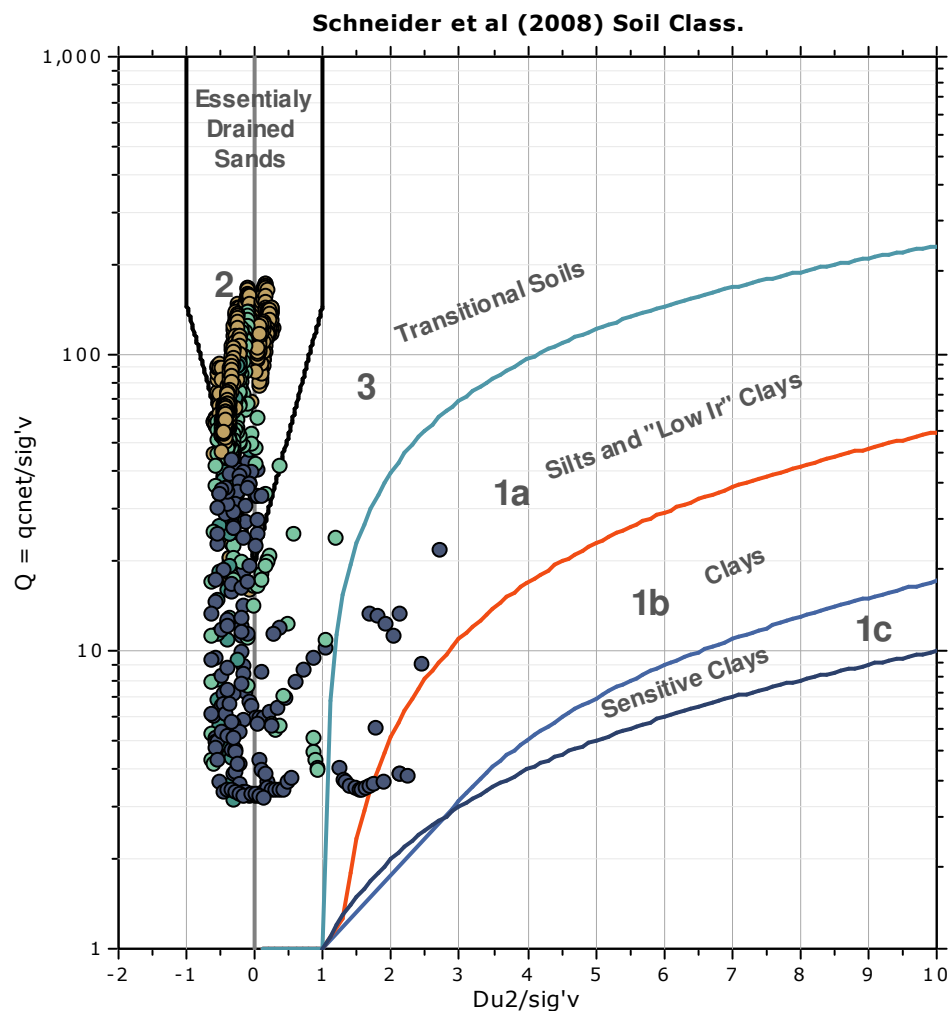 Schneider et al (2008) Soil Class.
1,000
Essentialy
Drained
Sands
2
Transitional Soils
3
100
Silts and "Low Ir" Clays
1a
Clays
1b
1c
Sensitive Clays
10
1
Q = qcnet/sig'v
-2 -1 0 1 2 3 4 5 6 7 8 9 10
Du2/sig'v